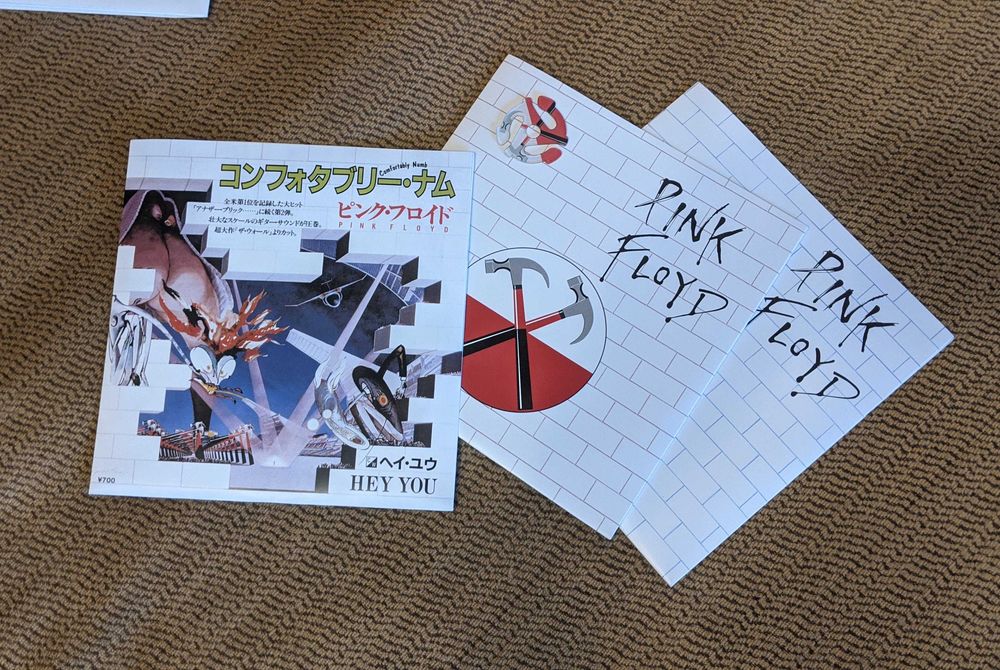 Comfortably Numb
コンフォタブリー・ナム
全米第1位を記録した大ヒット
「アナザー・ブリック……」に続く第2弾。
壮大なスケールのギター・サウンドが圧巻。
超大作「ザ・ウォール」よりカット。
ピンク・フロイド
PINK FLOYD
ヘイ・ユウ
HEY YOU
¥700
PINK
FLOYD
PINK
FLOYD